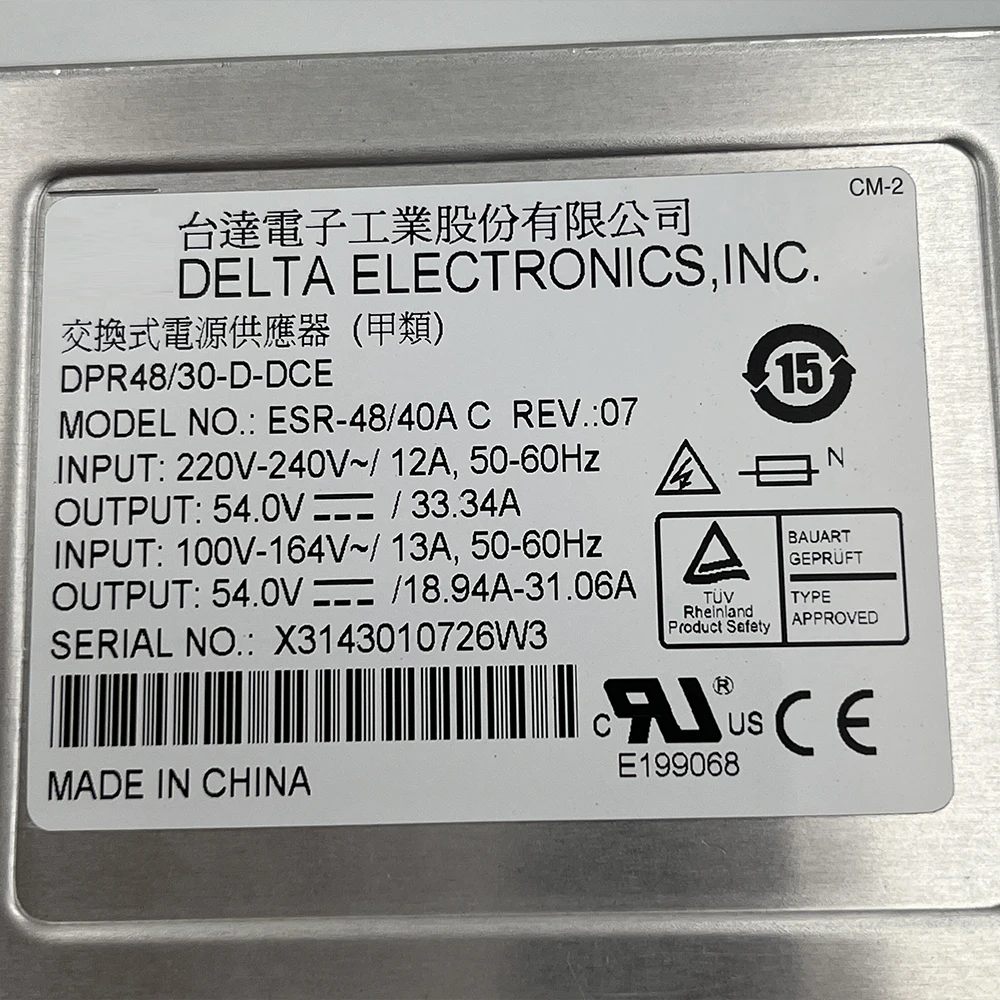 CM-2
台達電子工業股份有限公司
DELTA ELECTRONICS,INC.
交換式電源供應器 (甲類)
DPR48/30-D-DCE
15
MODEL NO.: ESR-48/40A C REV.:07
INPUT: 220V-240V~/ 12A, 50-60Hz
N
OUTPUT: 54.0V / 33.34A
INPUT: 100V-164V~/ 13A, 50-60Hz
OUTPUT: 54.0V /18.94A-31.06A
BAUART
GEPRÜFT
TÜV
Rheinland
Product Safety
TYPE
APPROVED
SERIAL NO.: X3143010726W3
C RU ® US CE
E199068
MADE IN CHINA